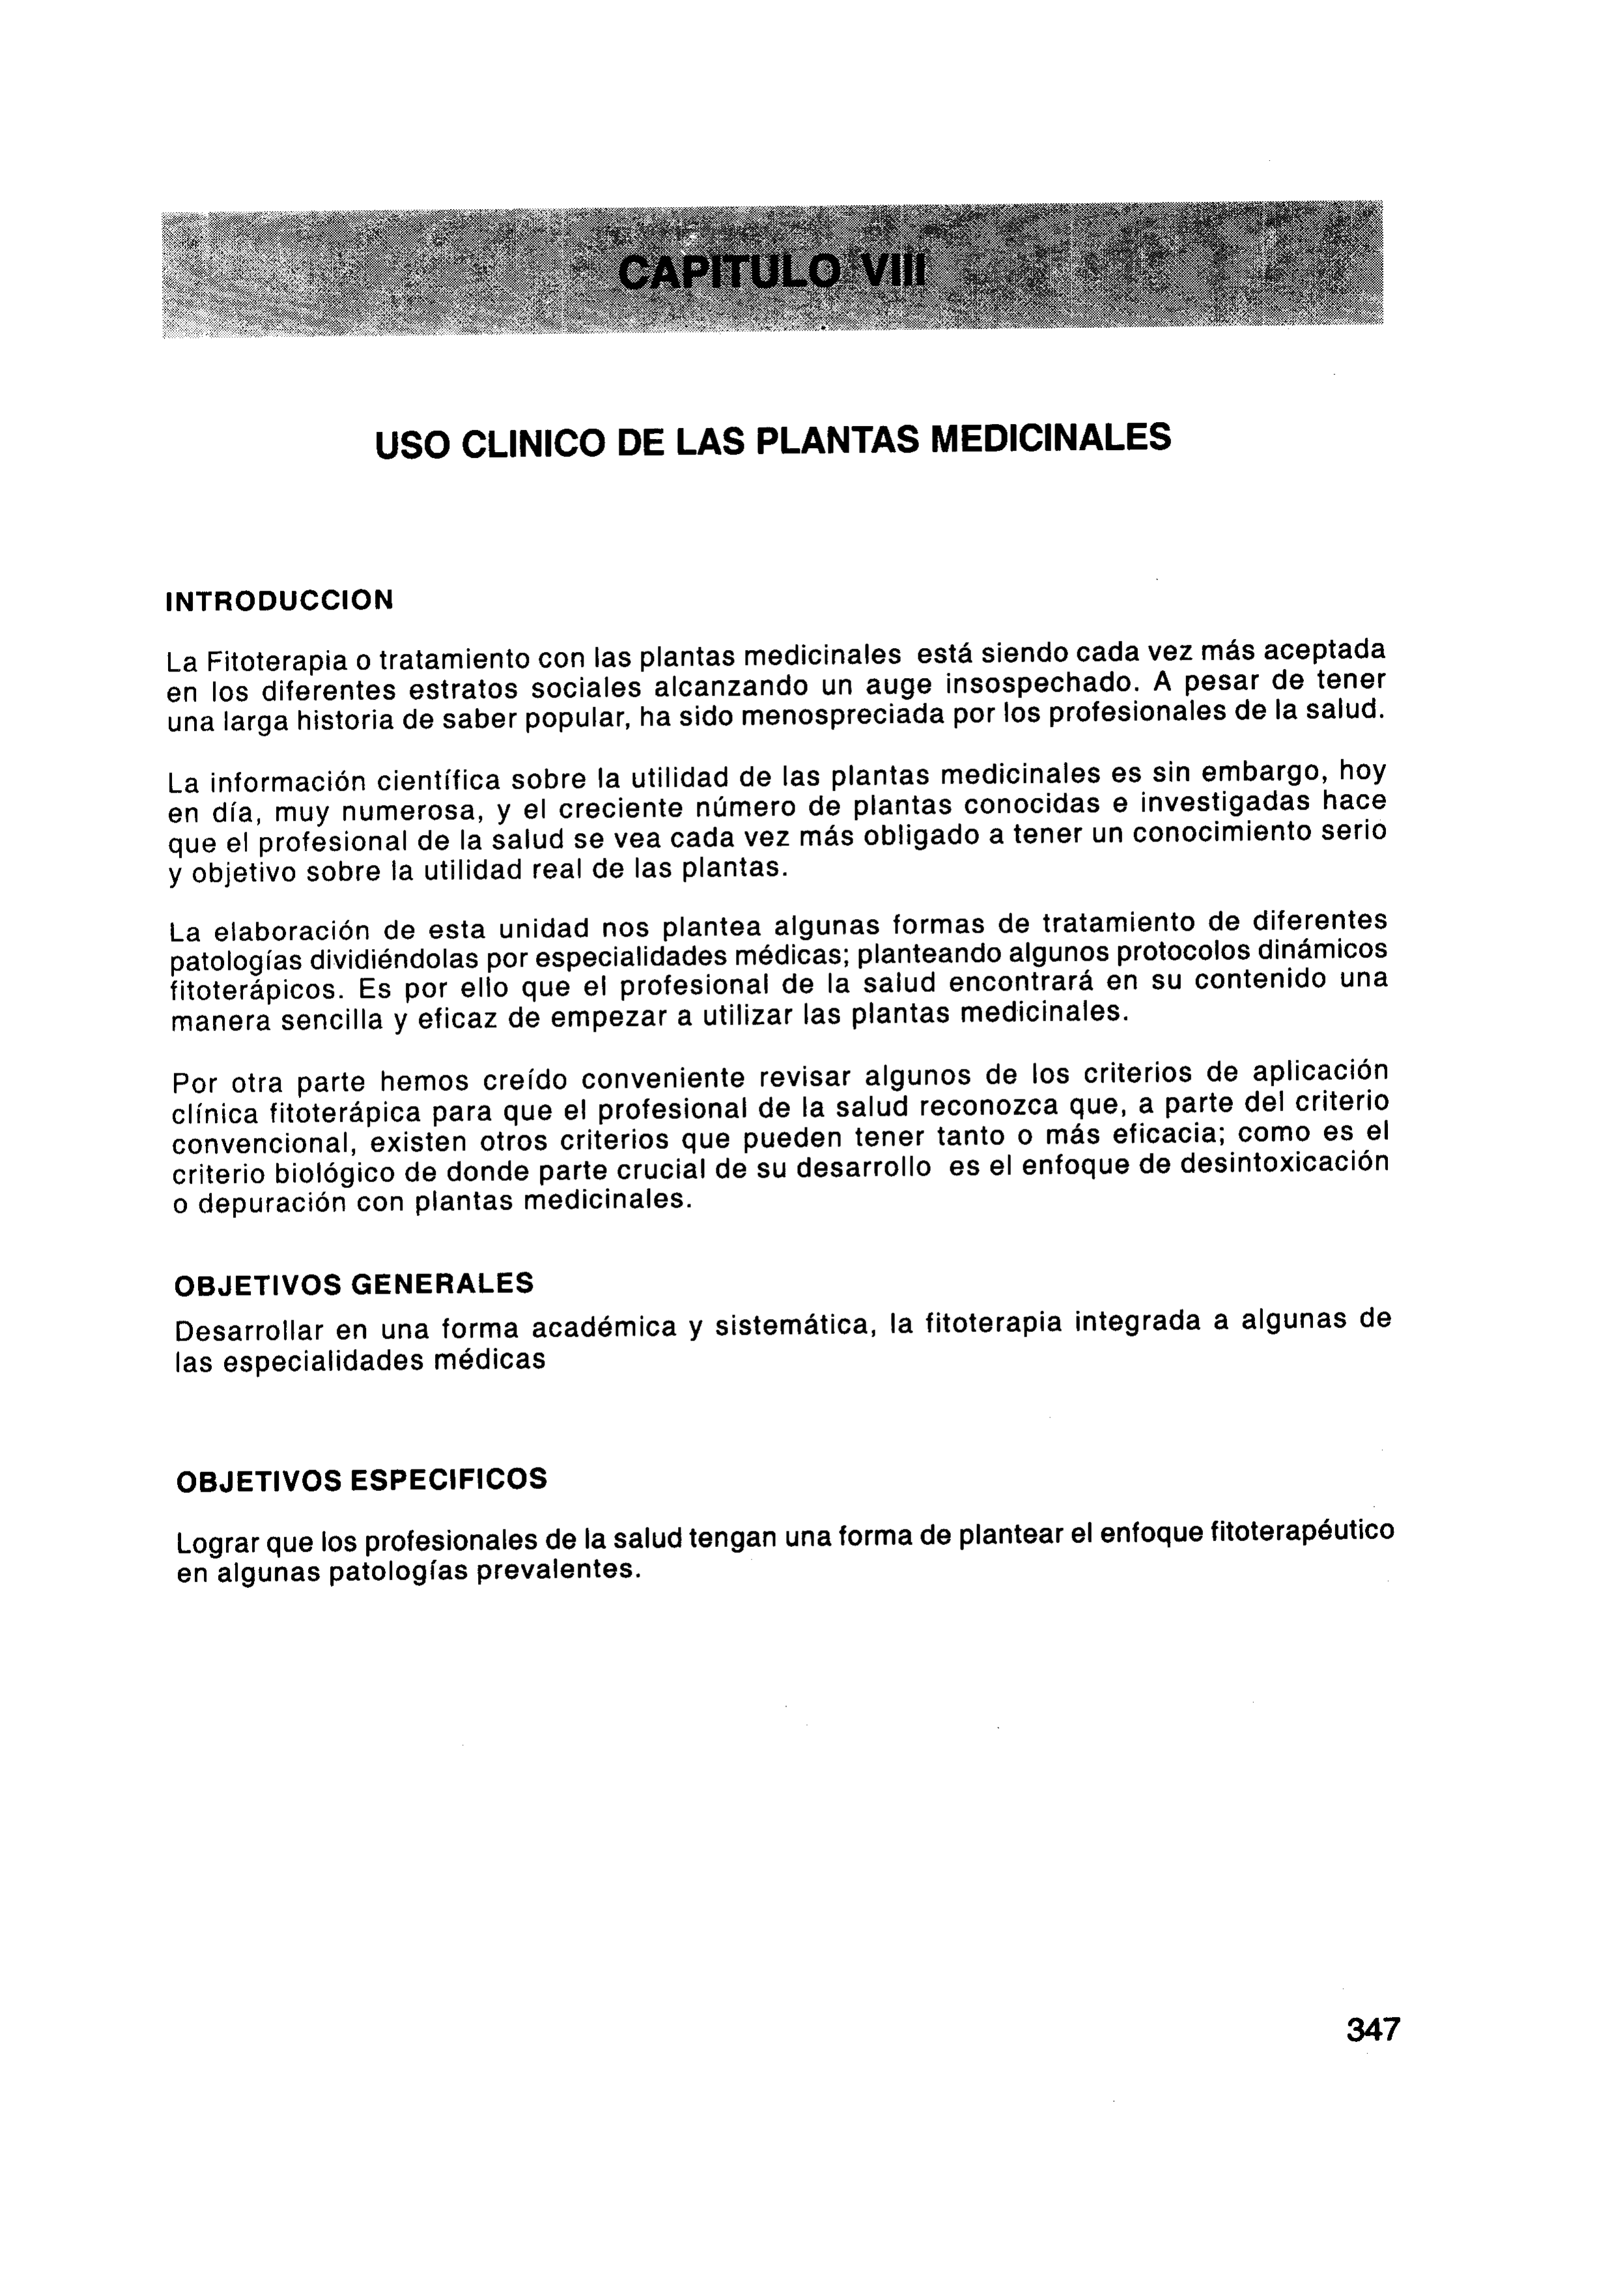 CAPITULO VIII
USO CLINICO DE LAS PLANTAS MEDICINALES
INTRODUCCION
La Fitoterapia o tratamiento con las plantas medicinales está siendo cada vez más aceptada
en los diferentes estratos sociales alcanzando un auge insospechado. A pesar de tener
una larga historia de saber popular, ha sido menospreciada por los profesionales de la salud.
La información científica sobre la utilidad de las plantas medicinales es sin embargo, hoy
en día, muy numerosa, y el creciente número de plantas conocidas e investigadas hace
que el profesional de la salud se vea cada vez más obligado a tener un conocimiento serio
y objetivo sobre la utilidad real de las plantas.
La elaboración de esta unidad nos plantea algunas formas de tratamiento de diferentes
patologías dividiéndolas por especialidades médicas; planteando algunos protocolos dinámicos
fitoterápicos. Es por ello que el profesional de la salud encontrará en su contenido una
manera sencilla y eficaz de empezar a utilizar las plantas medicinales.
Por otra parte hemos creído conveniente revisar algunos de los criterios de aplicación
clínica fitoterápica para que el profesional de la salud reconozca que, a parte del criterio
convencional, existen otros criterios que pueden tener tanto o más eficacia; como es el
criterio biológico de donde parte crucial de su desarrollo es el enfoque de desintoxicación
o depuración con plantas medicinales.
OBJETIVOS GENERALES
Desarrollar en una forma académica y sistemática, la fitoterapia integrada a algunas de
las especialidades médicas
OBJETIVOS ESPECIFICOS
Lograr que los profesionales de la salud tengan una forma de plantear el enfoque fitoterapéutico
en algunas patologías prevalentes.
347